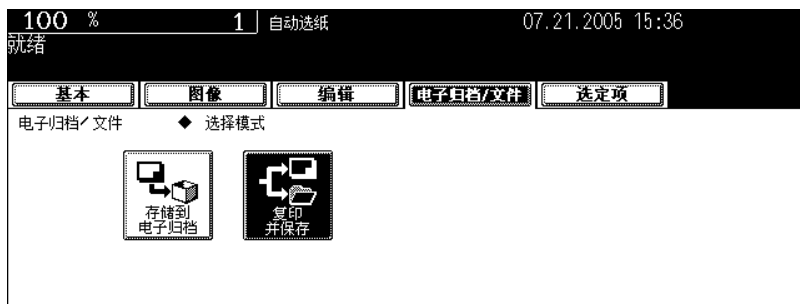 100 % 1 自动选纸 07.21.2005 15:36
就绪
基本 图像 编辑 电子归档/文件 选定项
电子归档/文件 ◆ 选择模式
存储到 复印
电子归档 并保存